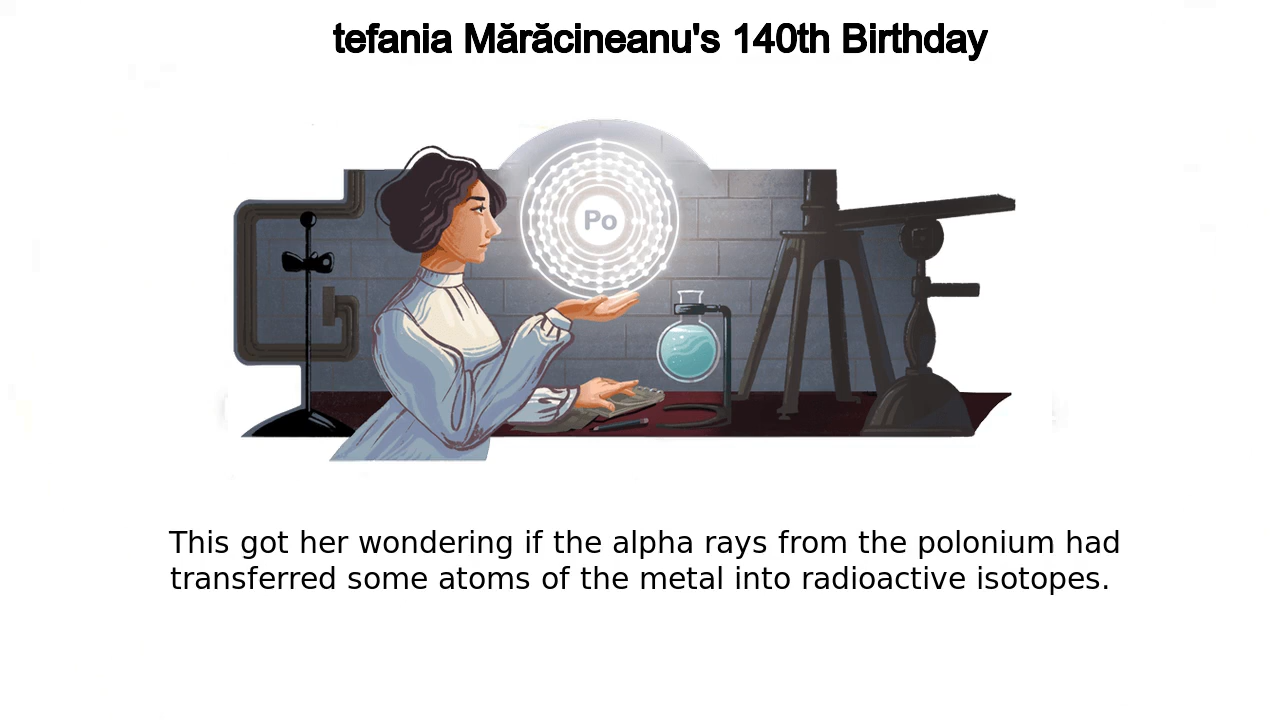 tefania Mărăcineanu's 140th Birthday
Po
This got her wondering if the alpha rays from the polonium had
transferred some atoms of the metal into radioactive isotopes.